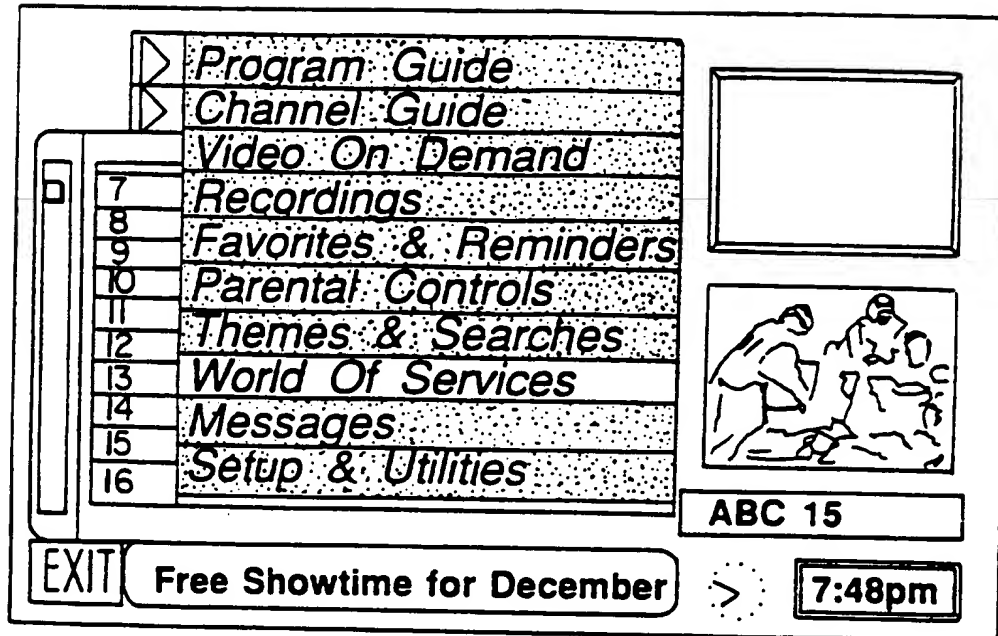 Program Guide
Channel Guide
Video On Demand
7 Recordings
8
9 Favorites & Reminders
10 Parental Controls
11
12 Themes & Searches
13 World Of Services
14 Messages
15
16 Setup & Utilities
ABC 15
EXIT Free Showtime for December 7:48pm